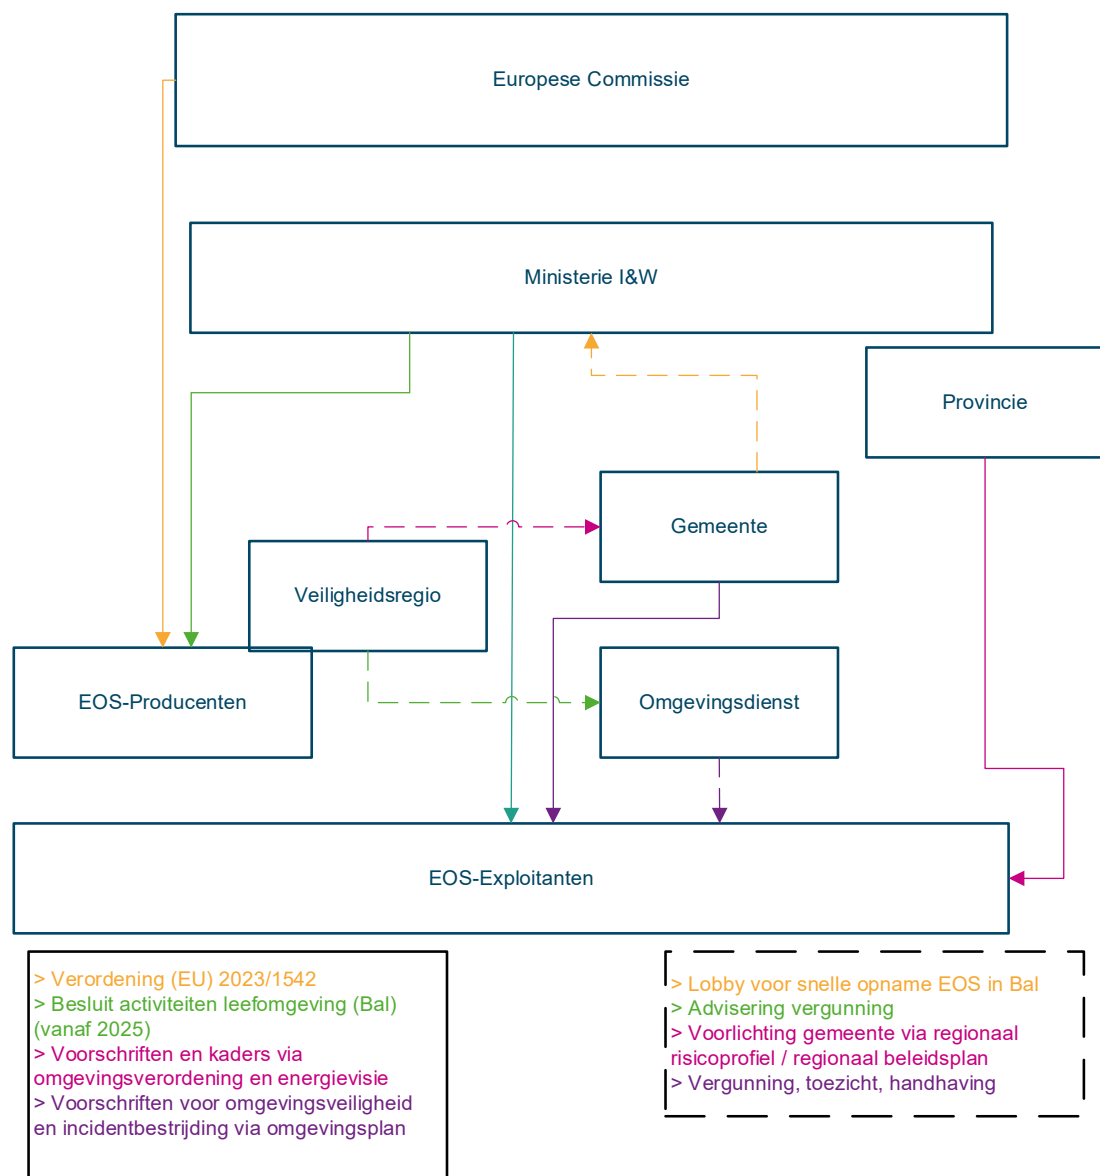 Europese Commissie
Ministerie I&W
Provincie
Gemeente
Veiligheidsregio
EOS-Producenten
Omgevingsdienst
EOS-Exploitanten
> Verordening (EU) 2023/1542
> Besluit activiteiten leefomgeving (Bal)
(vanaf 2025)
> Voorschriften en kaders via
omgevingsverordening en energievisie
> Voorschriften voor omgevingsveiligheid
en incidentbestrijding via omgevingsplan
> Lobby voor snelle opname EOS in Bal
> Advisering vergunning
> Voorlichting gemeente via regionaal
risicoprofiel / regionaal beleidsplan
> Vergunning, toezicht, handhaving